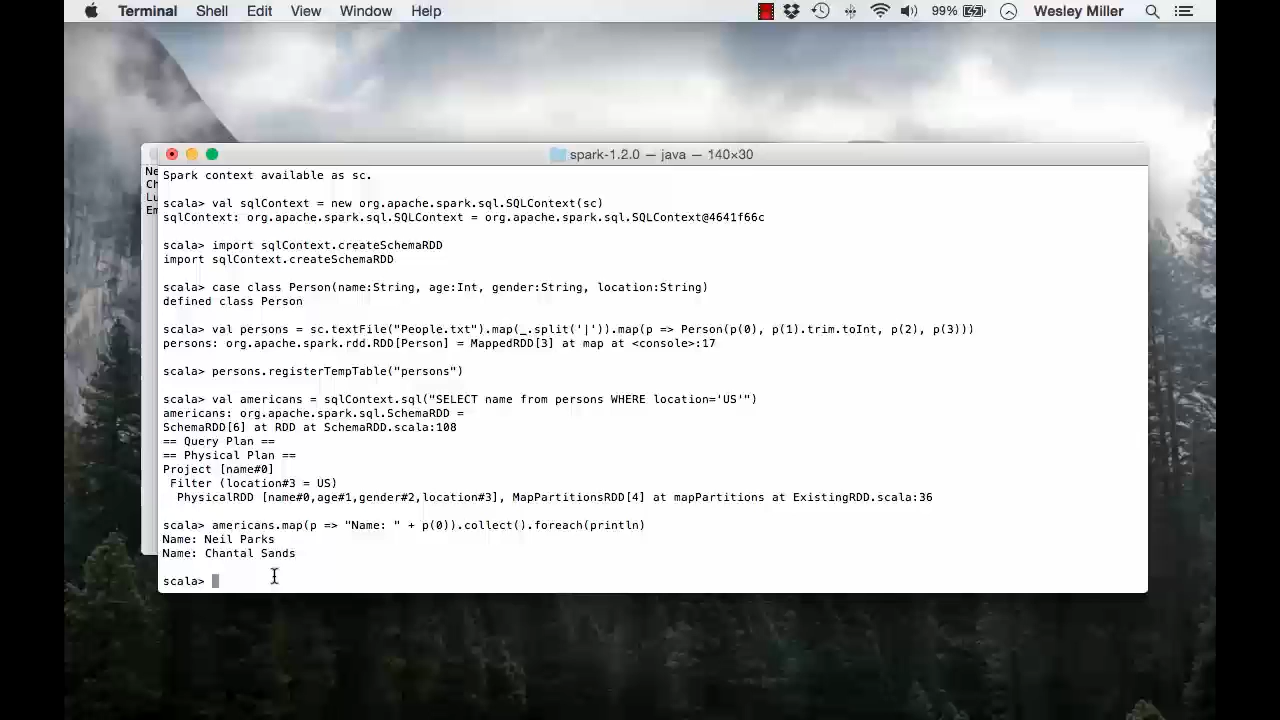 Terminal Shell Edit View Window Help 99% Wesley Miller
spark-1.2.0 — java — 140×30
Ne
Ch
Lu
Em
Spark context available as sc.
scala> val sqlContext = new org.apache.spark.sql.SQLContext(sc)
sqlContext: org.apache.spark.sql.SQLContext = org.apache.spark.sql.SQLContext@4641f66c
scala> import sqlContext.createSchemaRDD
import sqlContext.createSchemaRDD
scala> case class Person(name:String, age:Int, gender:String, location:String)
defined class Person
scala> val persons = sc.textFile("People.txt").map(_.split('|')).map(p => Person(p(0), p(1).trim.toInt, p(2), p(3)))
persons: org.apache.spark.rdd.RDD[Person] = MappedRDD[3] at map at <console>:17
scala> persons.registerTempTable("persons")
scala> val americans = sqlContext.sql("SELECT name from persons WHERE location='US'")
americans: org.apache.spark.sql.SchemaRDD =
SchemaRDD[6] at RDD at SchemaRDD.scala:108
== Query Plan ==
== Physical Plan ==
Project [name#0]
Filter (location#3 = US)
PhysicalRDD [name#0,age#1,gender#2,location#3], MapPartitionsRDD[4] at mapPartitions at ExistingRDD.scala:36
scala> americans.map(p => "Name: " + p(0)).collect().foreach(println)
Name: Neil Parks
Name: Chantal Sands
scala>